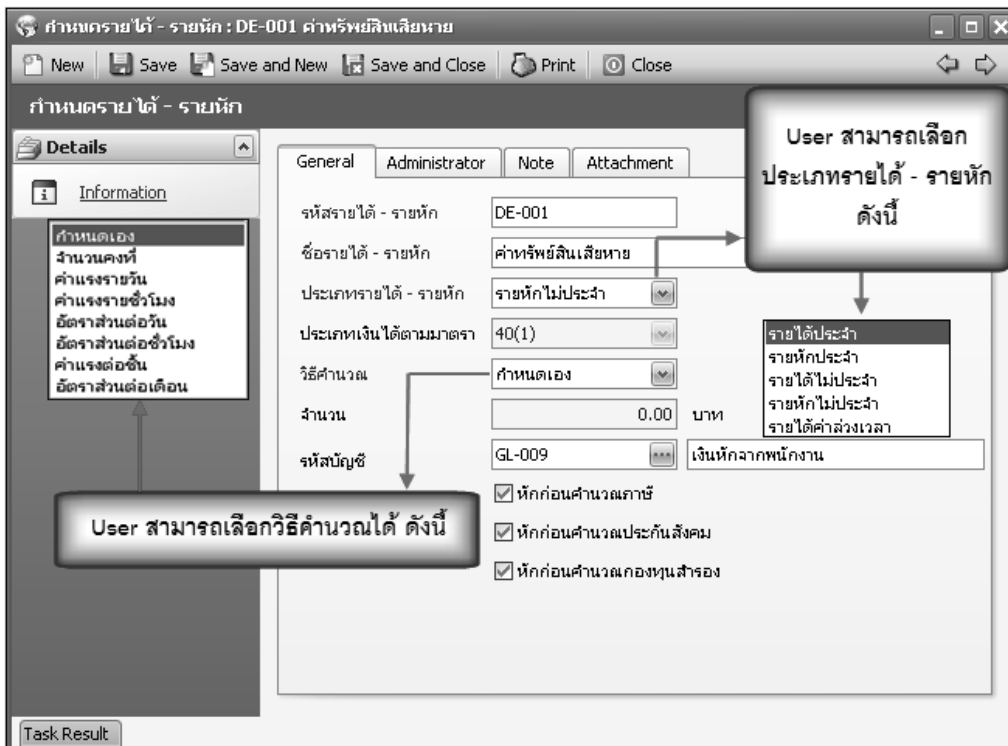 กำหนดรายได้ - รายหัก : DE-001 ค่าทรัพย์สินเสียหาย
New Save Save and New Save and Close Print Close
กำหนดรายได้ - รายหัก
Details
Information
General Administrator Note Attachment
รหัสรายได้ - รายหัก DE-001
ชื่อรายได้ - รายหัก ค่าทรัพย์สินเสียหาย
ประเภทรายได้ - รายหัก รายหักไม่ประจำ
ประเภทเงินได้ตามมาตรา 40(1)
วิธีคำนวณ กำหนดเอง
จำนวน 0.00 บาท
รหัสบัญชี GL-009 เงินหักจากพนักงาน
หักก่อนคำนวณภาษี
หักก่อนคำนวณประกันสังคม
หักก่อนคำนวณกองทุนสำรอง
กำหนดเอง
จำนวนคงที่
ค่าแรงรายวัน
ค่าแรงรายชั่วโมง
อัตราส่วนต่อวัน
อัตราส่วนต่อชั่วโมง
ค่าแรงต่อชิ้น
อัตราส่วนต่อเดือน
User สามารถเลือกวิธีคำนวณได้ ดังนี้
User สามารถเลือก
ประเภทรายได้ - รายหัก
ดังนี้
รายได้ประจำ
รายหักประจำ
รายได้ไม่ประจำ
รายหักไม่ประจำ
รายได้ค่าล่วงเวลา
Task Result